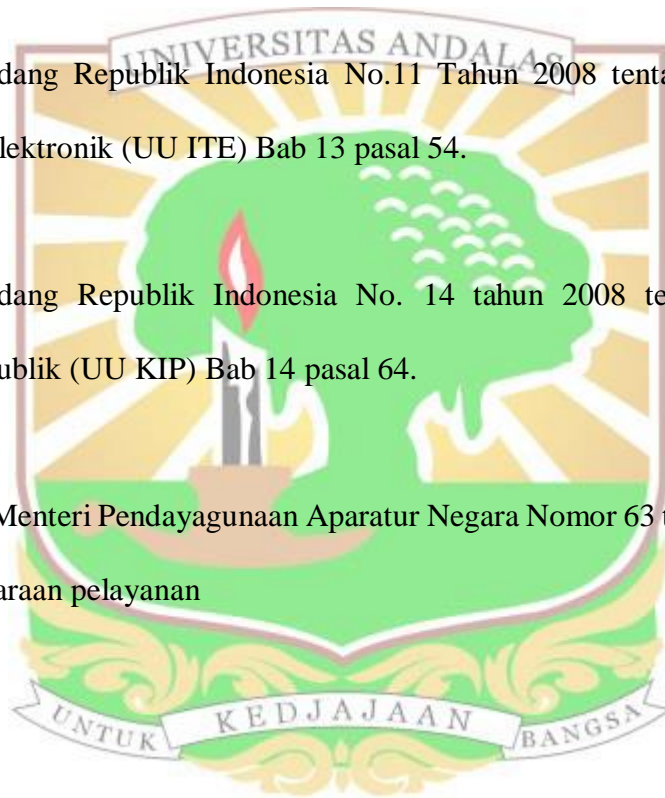 UNIVERSITAS ANDALAS
dang Republik Indonesia No.11 Tahun 2008 tenta
lektronik (UU ITE) Bab 13 pasal 54.
dang Republik Indonesia No. 14 tahun 2008 te
ublik (UU KIP) Bab 14 pasal 64.
Menteri Pendayagunaan Aparatur Negara Nomor 63 t
araan pelayanan
UNTUK KEDJAJAAN BANGSA